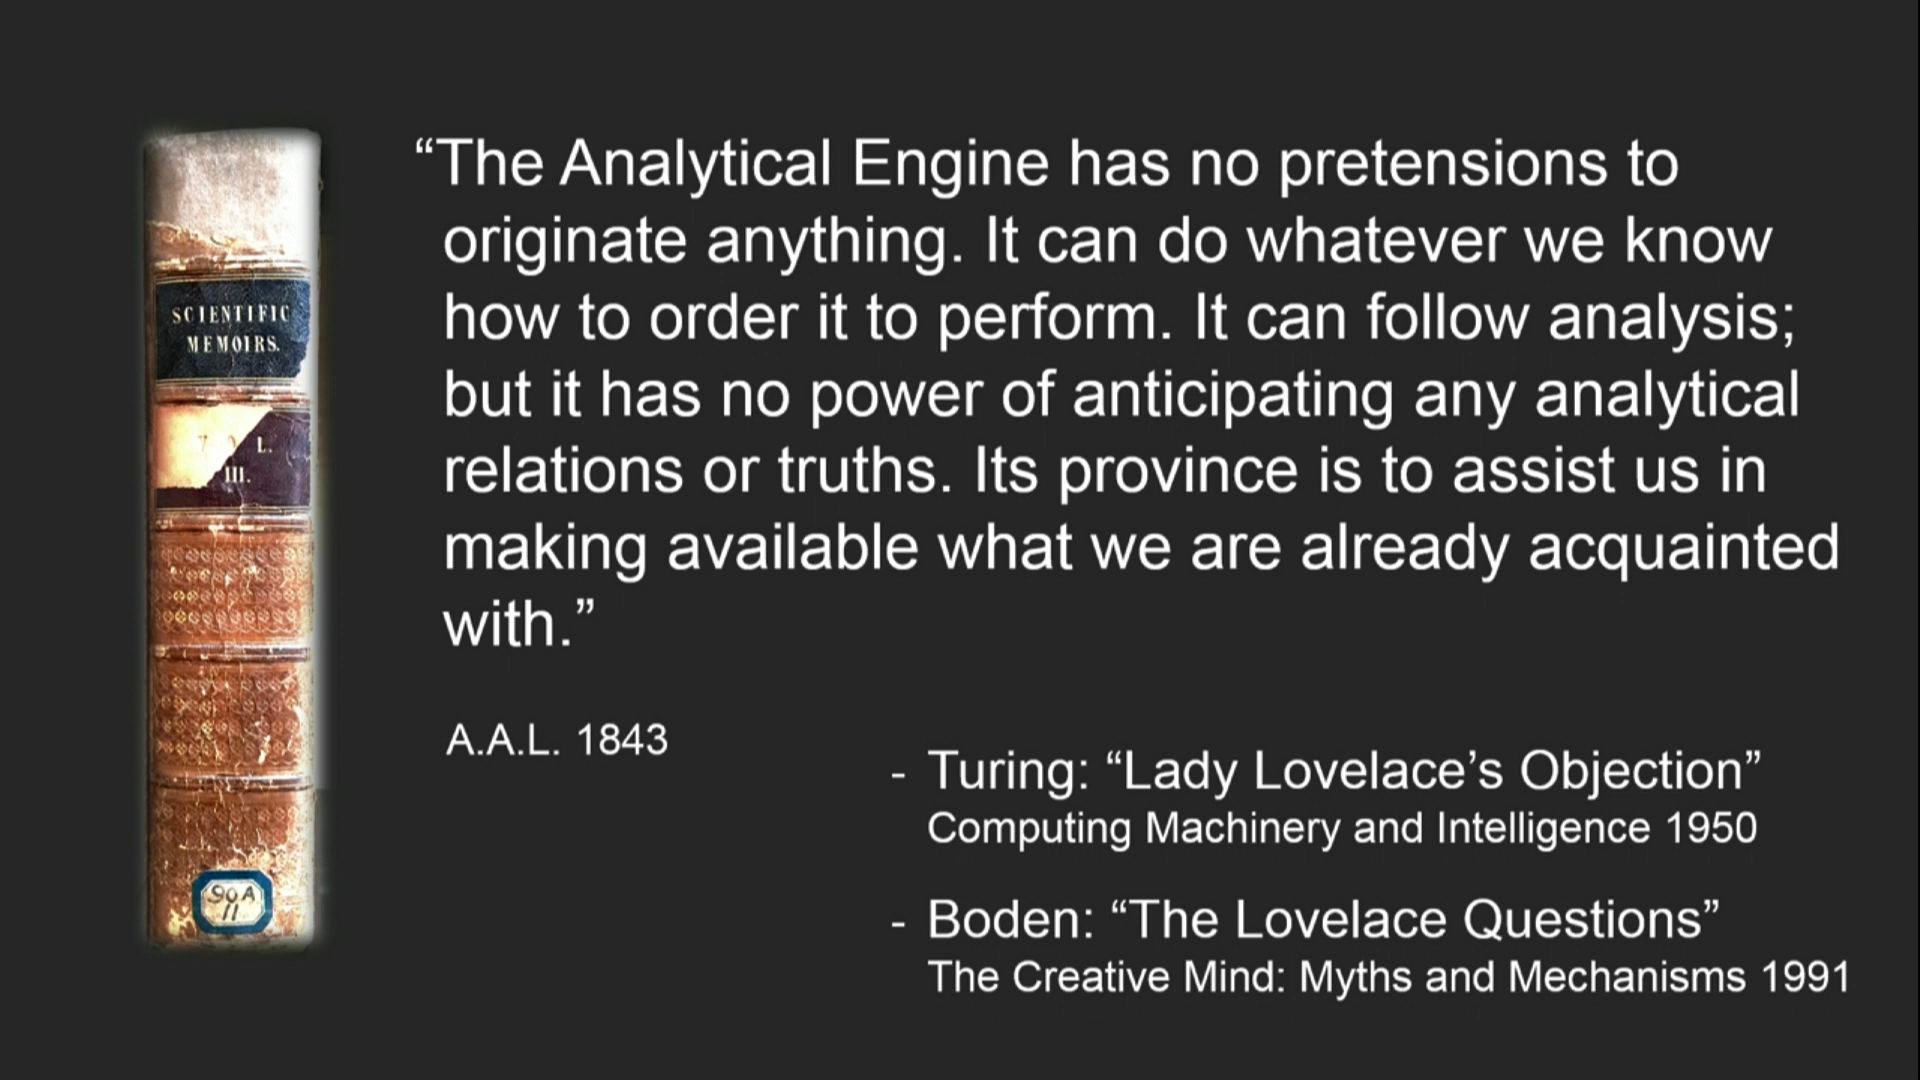 SCIENTIFIC
MEMOIRS.
L.
III.
90A
11
“The Analytical Engine has no pretensions to
originate anything. It can do whatever we know
how to order it to perform. It can follow analysis;
but it has no power of anticipating any analytical
relations or truths. Its province is to assist us in
making available what we are already acquainted
with.”
A.A.L. 1843
- Turing: “Lady Lovelace’s Objection”
Computing Machinery and Intelligence 1950
- Boden: “The Lovelace Questions”
The Creative Mind: Myths and Mechanisms 1991